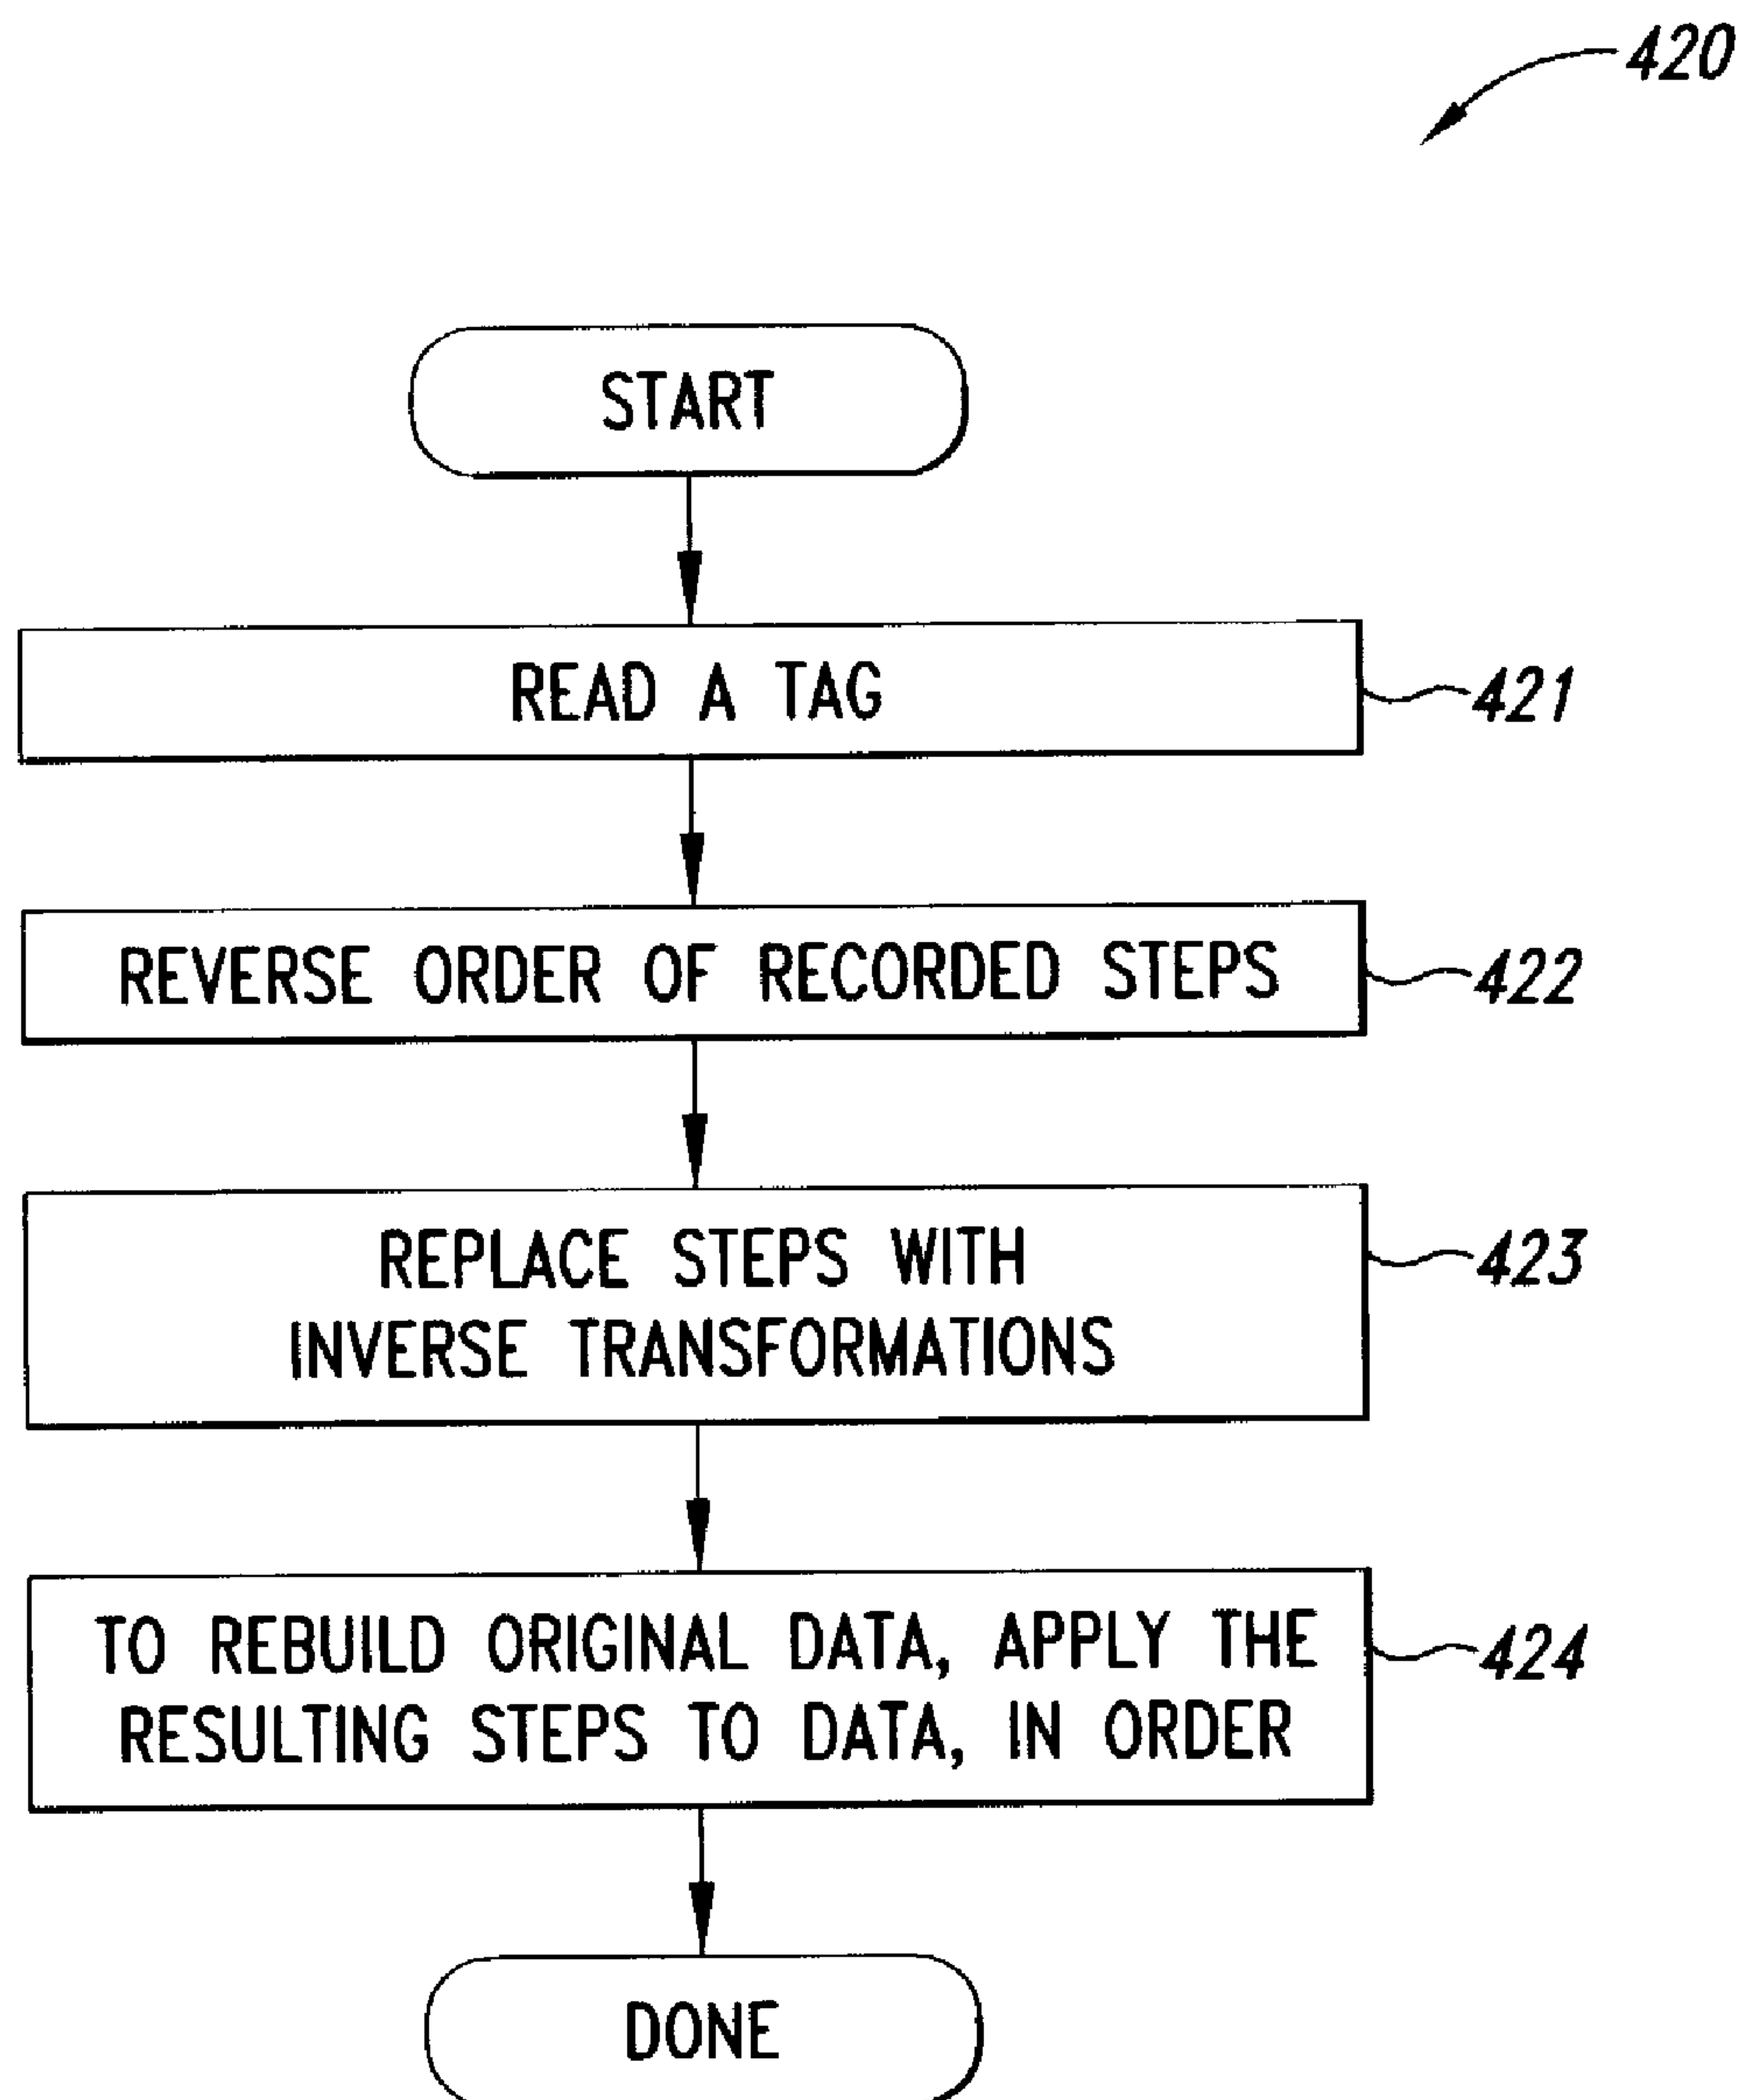 420
START
READ A TAG
421
REVERSE ORDER OF RECORDED STEPS
422
REPLACE STEPS WITH
423
INVERSE TRANSFORMATIONS
TO REBUILD ORIGINAL DATA, APPLY THE
424
RESULTING STEPS TO DATA, IN ORDER
DONE